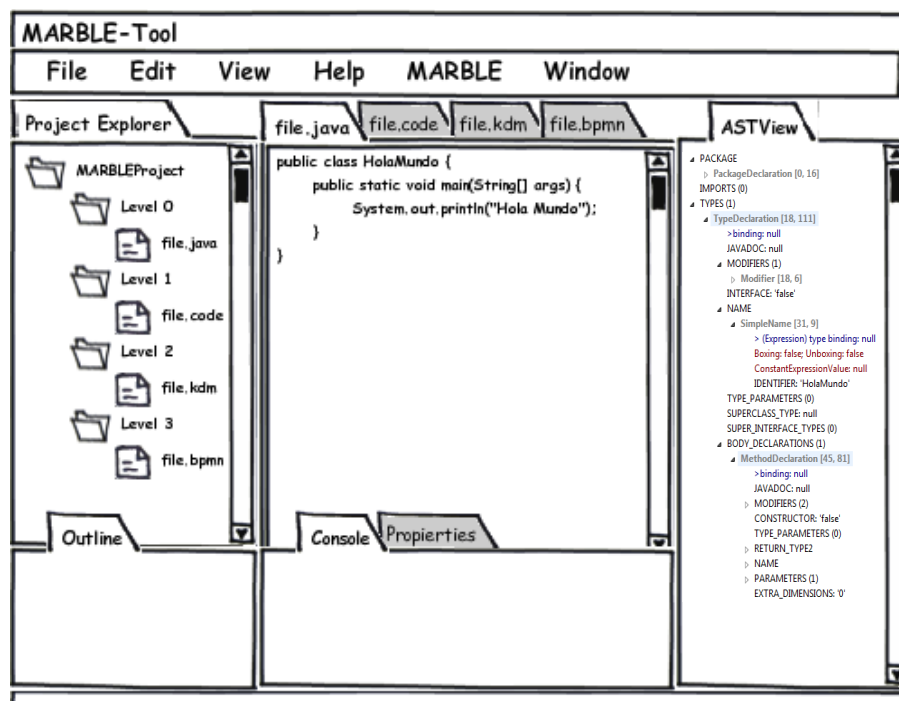 MARBLE-Tool
File Edit View Help MARBLE Window
Project Explorer
MARBLEProject
Level 0
file.java
Level 1
file.code
Level 2
file.kdm
Level 3
file.bpmn
Outline
file.java file.code file.kdm file.bpmn
public class HolaMundo {
public static void main(String[] args) {
System.out.println("Hola Mundo");
}
}
Console Propierties
ASTView
PACKAGE
PackageDeclaration [0, 16]
IMPORTS (0)
TYPES (1)
TypeDeclaration [18, 111]
>binding: null
JAVADOC: null
MODIFIERS (1)
Modifier [18, 6]
INTERFACE: 'false'
NAME
SimpleName [31, 9]
> (Expression) type binding: null
Boxing: false; Unboxing: false
ConstantExpressionValue: null
IDENTIFIER: 'HolaMundo'
TYPE_PARAMETERS (0)
SUPERCLASS_TYPE: null
SUPER_INTERFACE_TYPES (0)
BODY_DECLARATIONS (1)
MethodDeclaration [45, 81]
>binding: null
JAVADOC: null
MODIFIERS (2)
CONSTRUCTOR: 'false'
TYPE_PARAMETERS (0)
RETURN_TYPE2
NAME
PARAMETERS (1)
EXTRA_DIMENSIONS: '0'